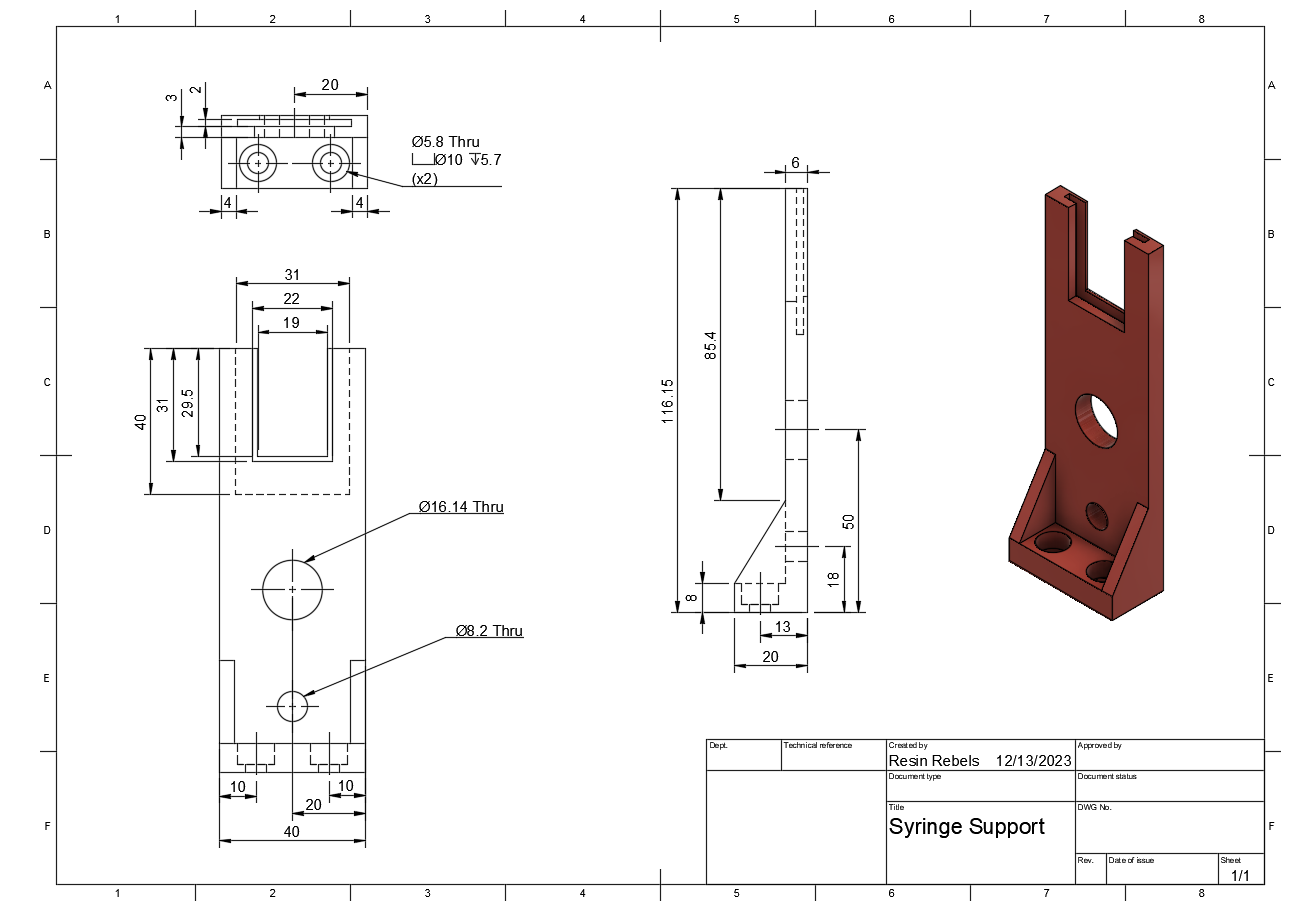 1 2 3 4 5 6 7 8
A A
B B
C C
D D
E E
F F
3
2
20
Ø5.8 Thru
⌴Ø10 ↧5.7
(x2)
4
4
31
22
19
40
31
29.5
Ø16.14 Thru
Ø8.2 Thru
10
10
20
40
6
116.15
85.4
50
18
8
13
20
Dept.
Technical reference
Created by
Resin Rebels 12/13/2023
Approved by
Document type
Document status
Title
Syringe Support
DWG No.
Rev.
Date of issue
Sheet
1/1
1 2 3 4 5 6 7 8